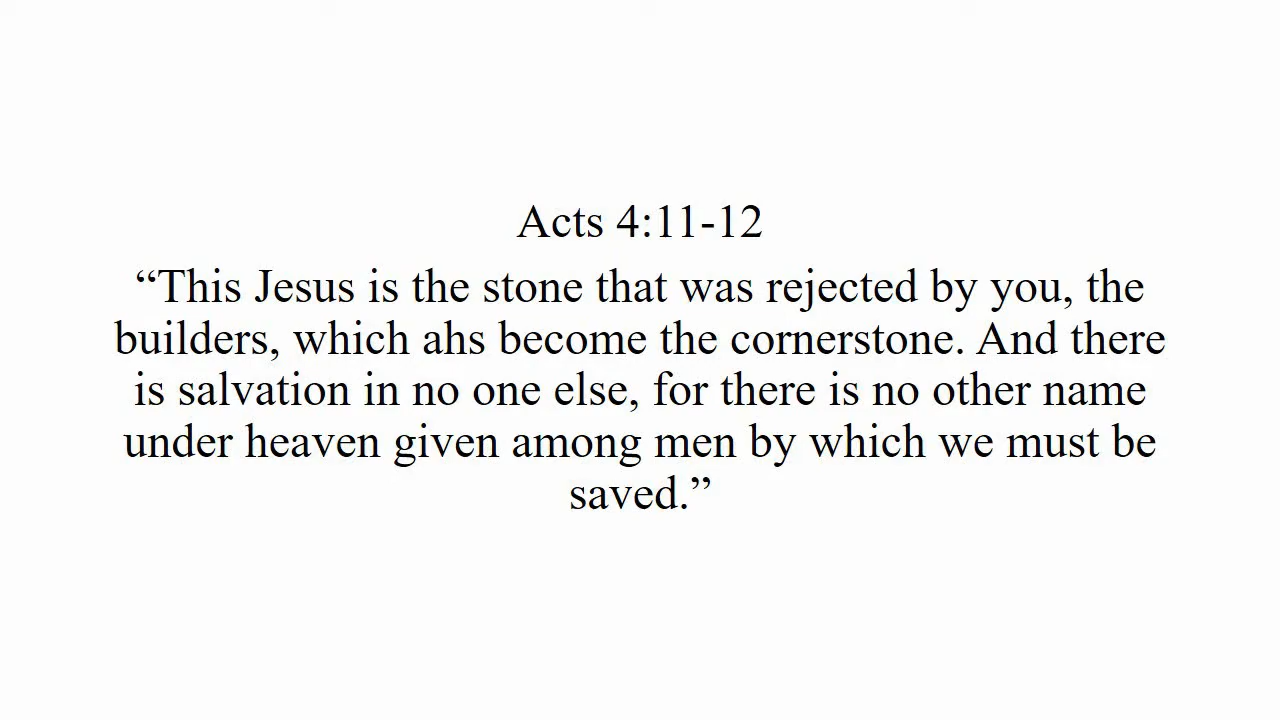 Acts 4:11-12
“This Jesus is the stone that was rejected by you, the
builders, which ahs become the cornerstone. And there
is salvation in no one else, for there is no other name
under heaven given among men by which we must be
saved.”